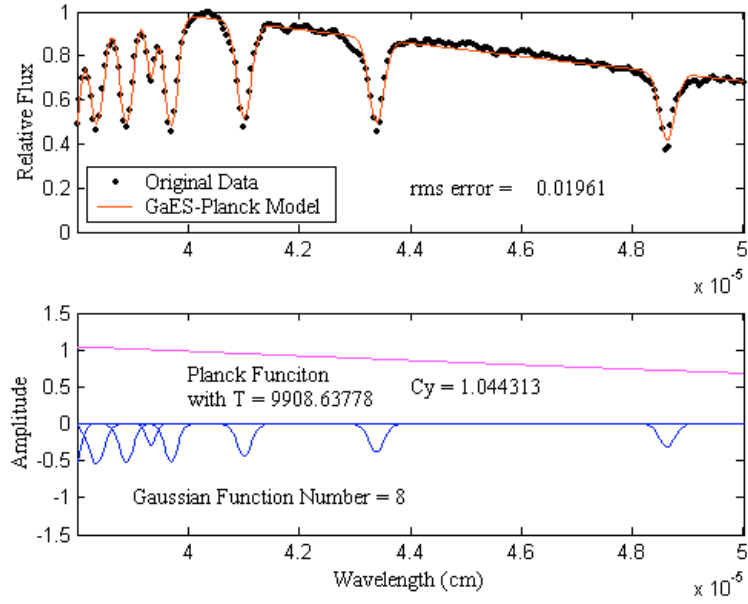 1
0.8
0.6
0.4
0.2
0
Relative Flux
Original Data
GaES-Planck Model
rms error = 0.01961
4 4.2 4.4 4.6 4.8 5
x 10-5
1.5
1
0.5
0
-0.5
-1
-1.5
Amplitude
Planck Funciton
with T = 9908.63778
Cy = 1.044313
Gaussian Function Number = 8
4 4.2 4.4 4.6 4.8 5
Wavelength (cm)
x 10-5